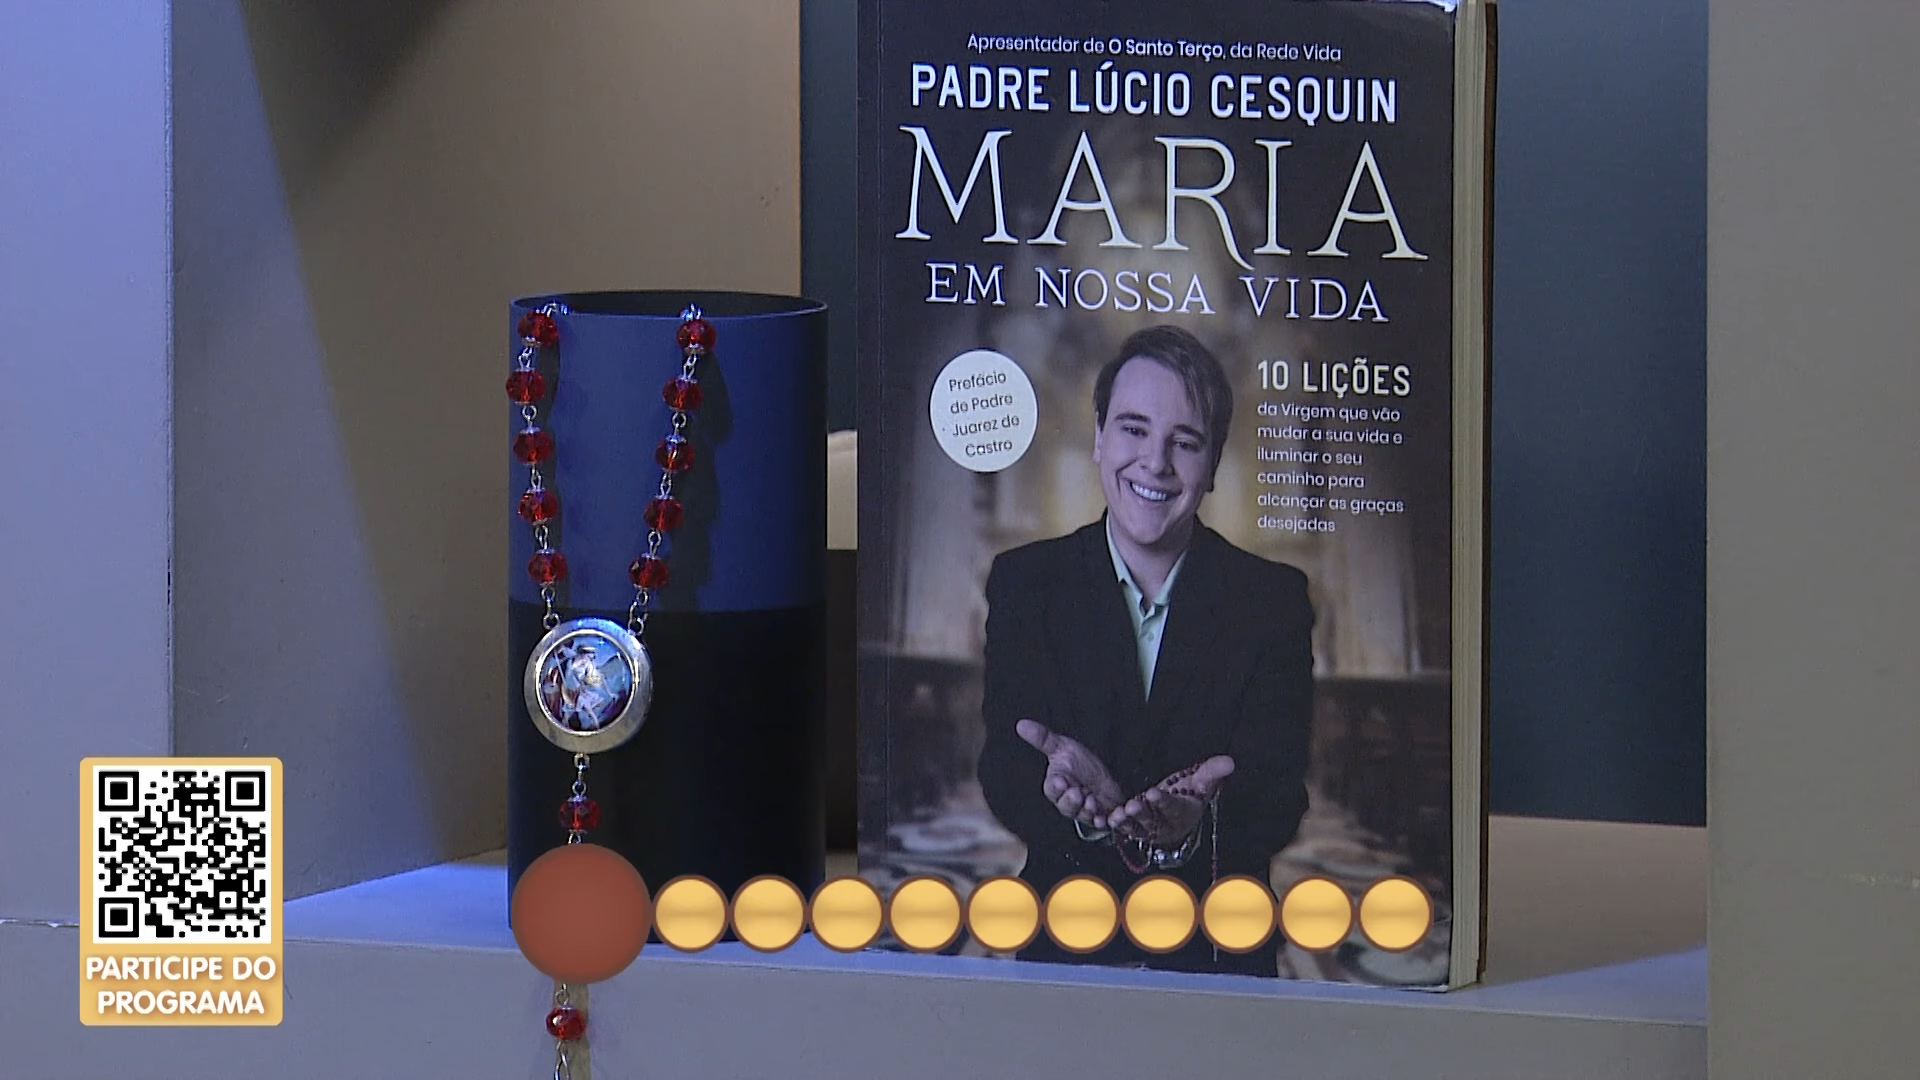 Apresentador de O Santo Terço, da Rede Vida
PADRE LÚCIO CESQUIN
MARIA
EM NOSSA VIDA
Prefácio
de Padre
Juarez de
Castro
10 LIÇÕES
da Virgem que vão
mudar a sua vida e
iluminar o seu
caminho para
alcançar as graças
desejadas
PARTICIPE DO
PROGRAMA